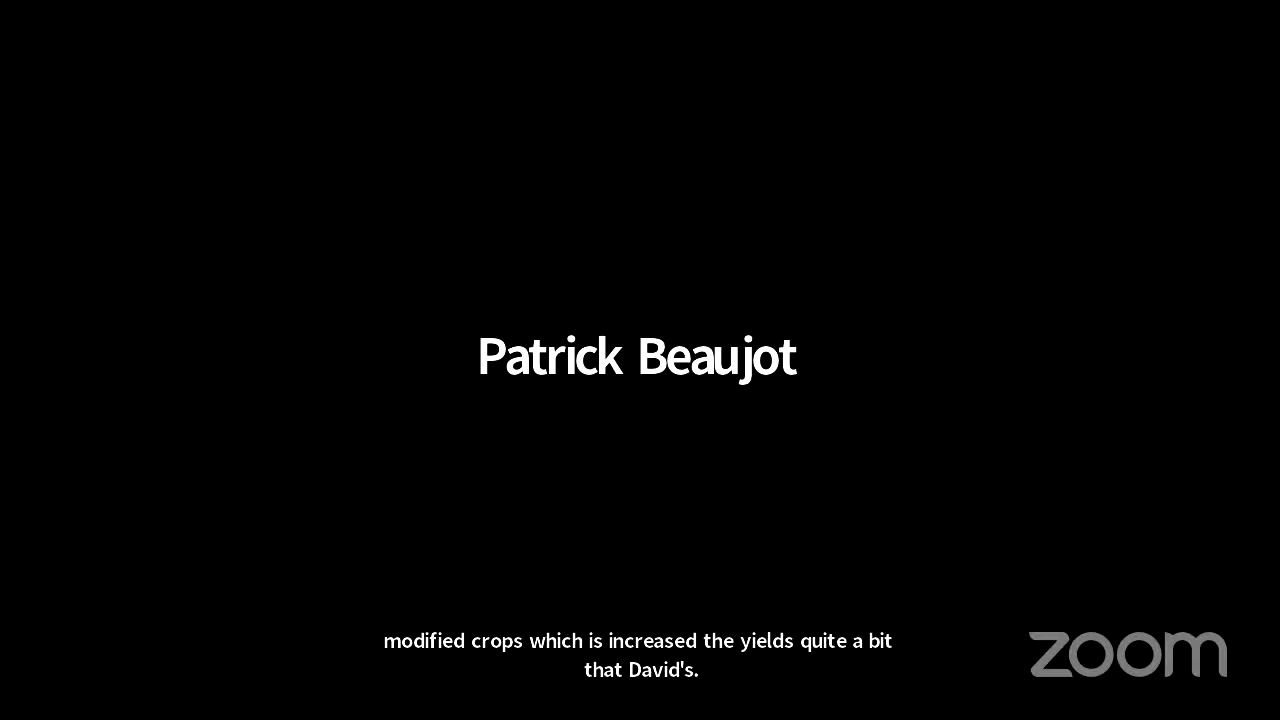 Patrick Beaujot
modified crops which is increased the yields quite a bit
that David's.
zoom